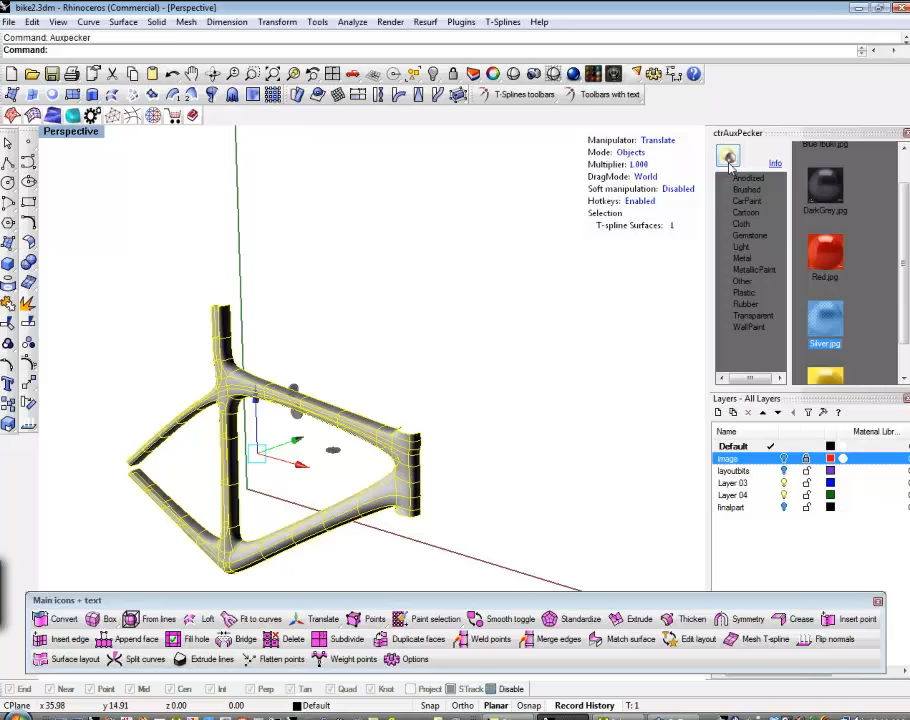 bike2.3dm - Rhinoceros (Commercial) - [Perspective]
File Edit View Curve Surface Solid Mesh Dimension Transform Tools Analyze Render Resurf Plugins T-Splines Help
Command: Auxpecker
Command:
T-Splines toolbars Toolbars with text
Perspective
Manipulator: Translate
Mode: Objects
Multiplier: 1.000
DragMode: World
Soft manipulation: Disabled
Hotkeys: Enabled
Selection
T-spline Surfaces: 1
ctrAuxPecker
Info
Anodized
Brushed
CarPaint
Cartoon
Cloth
Gemstone
Light
Metal
MetallicPaint
Other
Plastic
Rubber
Transparent
WallPaint
Blue Ibuki.jpg
DarkGrey.jpg
Red.jpg
Silver.jpg
Layers - All Layers
Name Material Libr...
Default
image
layoutbits
Layer 03
Layer 04
finalpart
Main icons + text
Convert Box From lines Loft Fit to curves Translate Points Paint selection Smooth toggle Standardize Extrude Thicken Symmetry Crease Insert point
Insert edge Append face Fill hole Bridge Delete Subdivide Duplicate faces Weld points Merge edges Match surface Edit layout Mesh T-spline Flip normals
Surface layout Split curves Extrude lines Flatten points Weight points Options
End Near Point Mid Cen Int Perp Tan Quad Knot Project STrack Disable
CPlane x 35.98 y 14.91 z 0.00 0.00 Default Snap Ortho Planar Osnap Record History T: 1